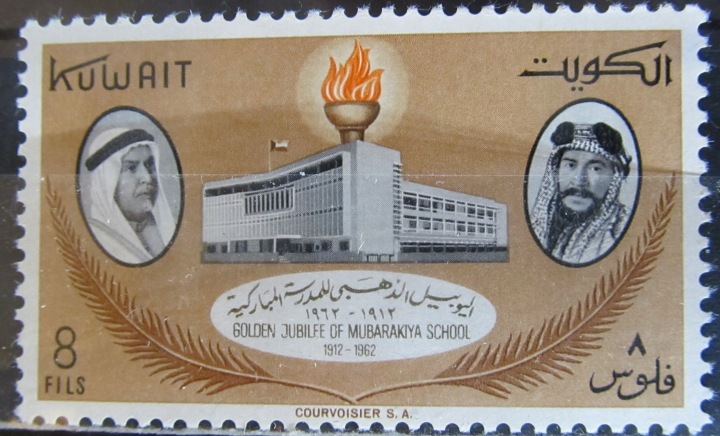 KUWAIT
الكويت
اليوبيل الذهبي للمدرسة المباركية
١٩١٢ - ١٩٦٢
GOLDEN JUBILEE OF MUBARAKIYA SCHOOL
1912 - 1962
8
FILS
٨
فلوس
COURVOISIER S. A.